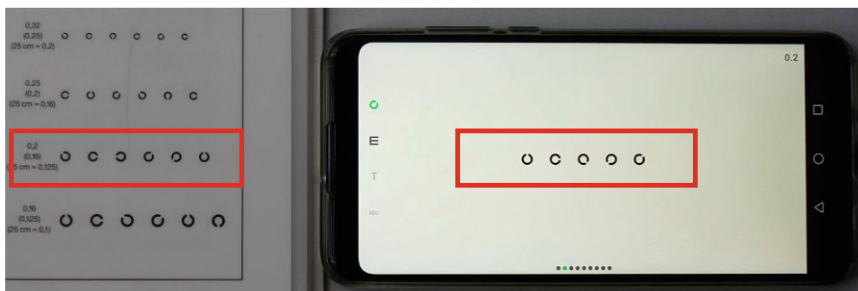 0,32
(0,25)
(25 cm = 0,2)
0,25
(0,2)
(25 cm = 0,16)
0,2
(0,16)
(25 cm = 0,125)
0,16
(0,125)
(25 cm = 0,1)
0.2
E
T
abc